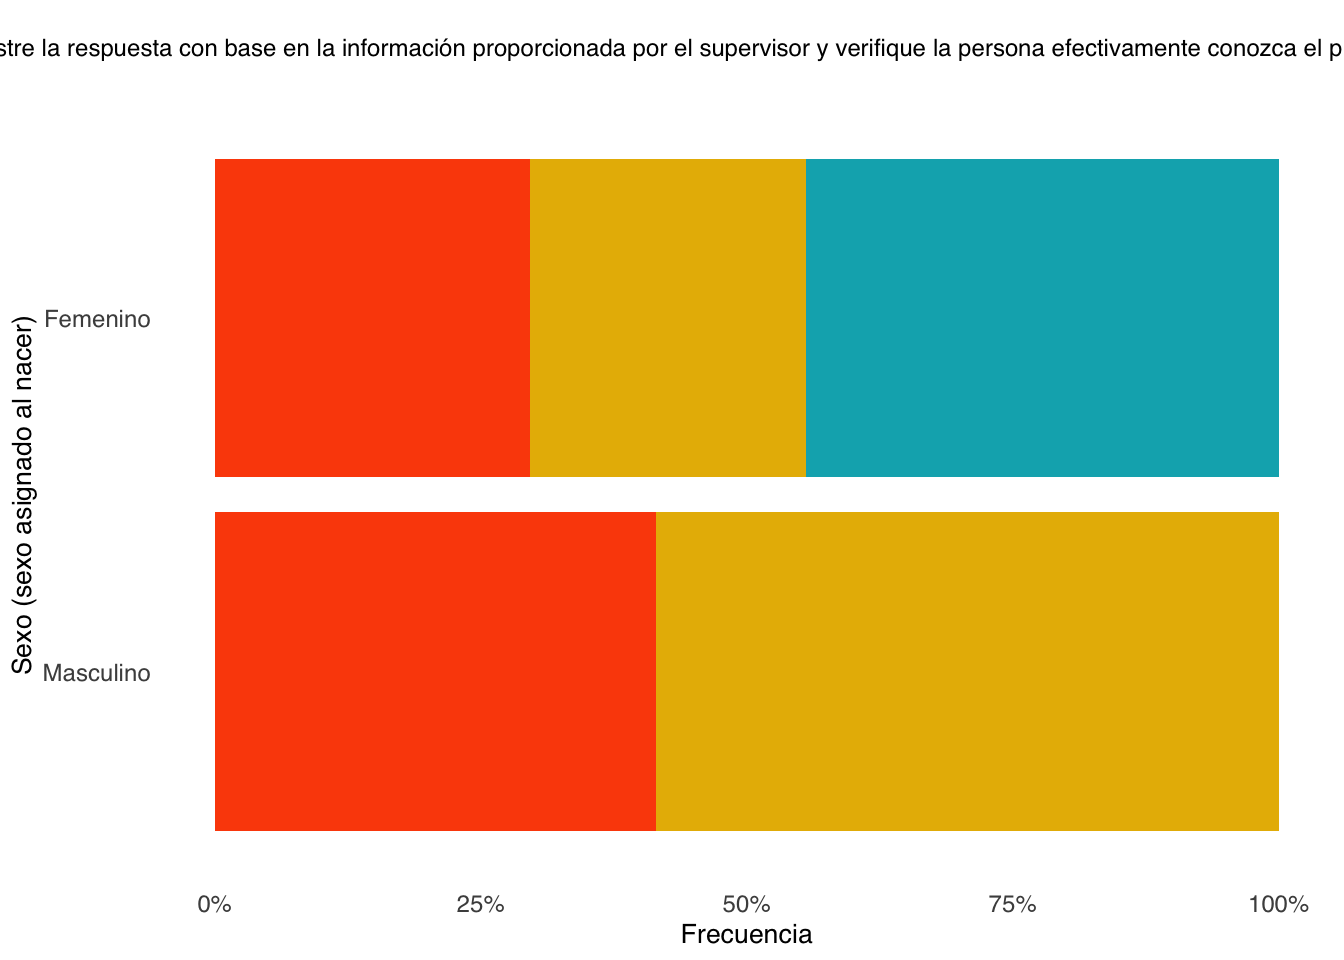 stre la respuesta con base en la información proporcionada por el supervisor y verifique la persona efectivamente conozca el p
Sexo (sexo asignado al nacer)
Femenino
Masculino
0% 25% 50% 75% 100%
Frecuencia